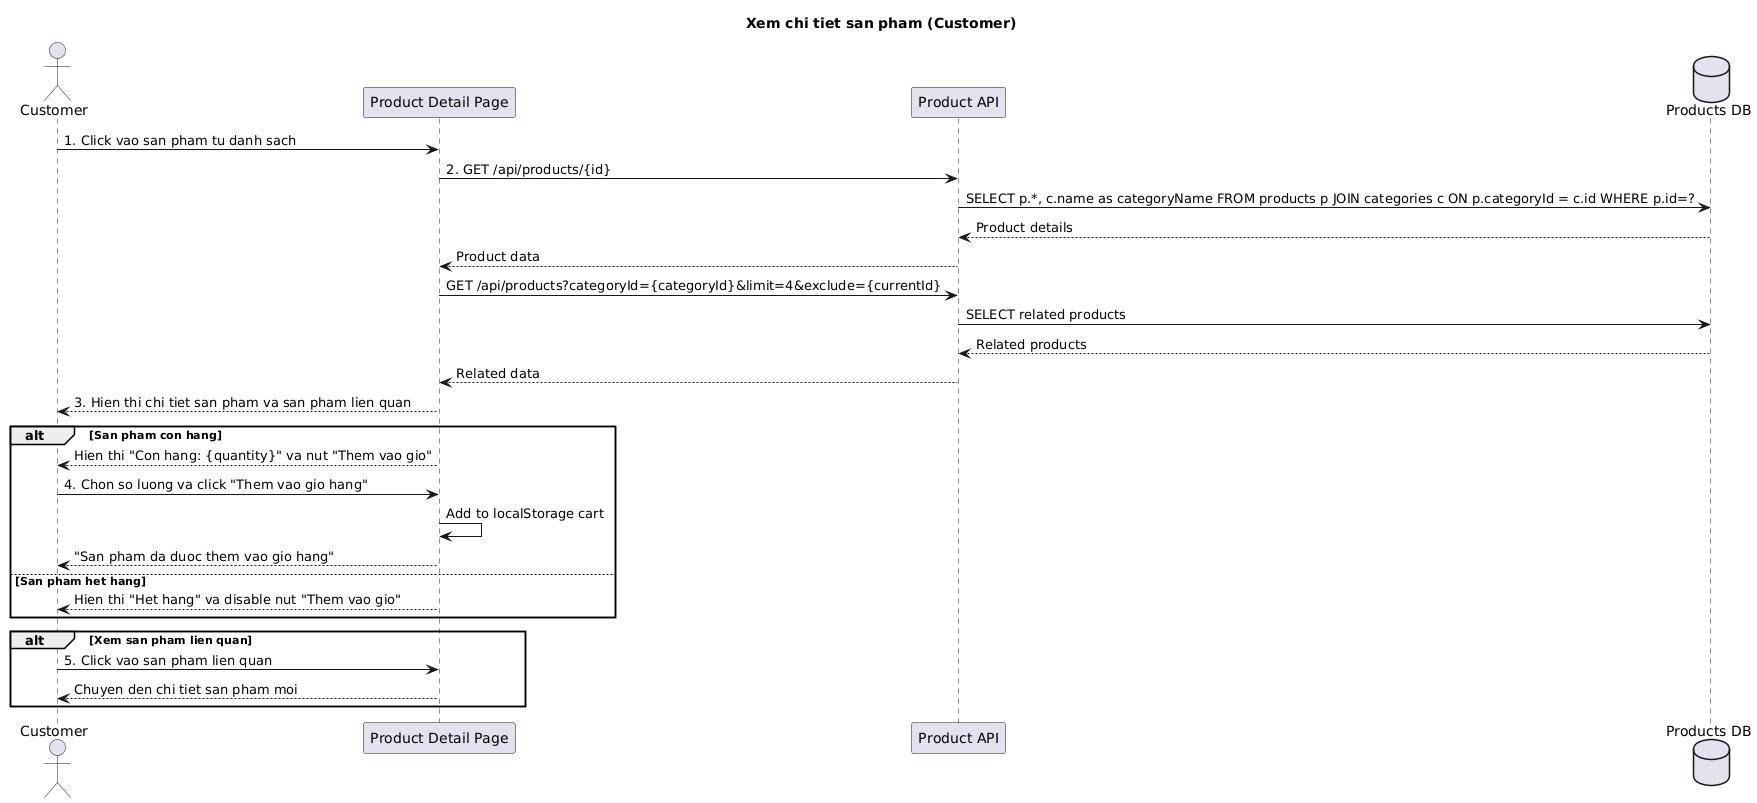 Xem chi tiet san pham (Customer)
Customer
Product Detail Page
Product API
Products DB
1. Click vao san pham tu danh sach
2. GET /api/products/{id}
SELECT p.*, c.name as categoryName FROM products p JOIN categories c ON p.categoryId = c.id WHERE p.id=?
Product details
Product data
GET /api/products?categoryId={categoryId}&limit=4&exclude={currentId}
SELECT related products
Related products
Related data
3. Hien thi chi tiet san pham va san pham lien quan
alt [San pham con hang]
Hien thi "Con hang: {quantity}" va nut "Them vao gio"
4. Chon so luong va click "Them vao gio hang"
Add to localStorage cart
"San pham da duoc them vao gio hang"
[San pham het hang]
Hien thi "Het hang" va disable nut "Them vao gio"
alt [Xem san pham lien quan]
5. Click vao san pham lien quan
Chuyen den chi tiet san pham moi
Customer
Product Detail Page
Product API
Products DB